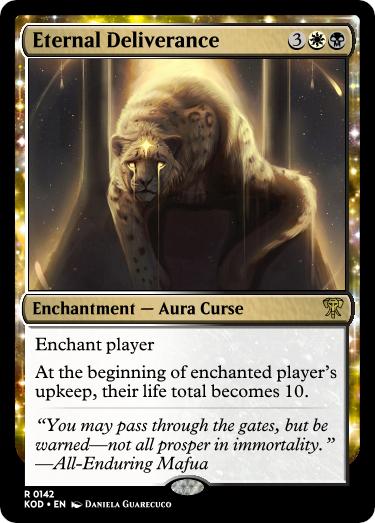 Eternal Deliverance 3
Enchantment — Aura Curse
Enchant player
At the beginning of enchanted player's
upkeep, their life total becomes 10.
"You may pass through the gates, but be
warned—not all prosper in immortality."
—All-Enduring Mafua
R 0142
KOD • EN Daniela Guarecuco